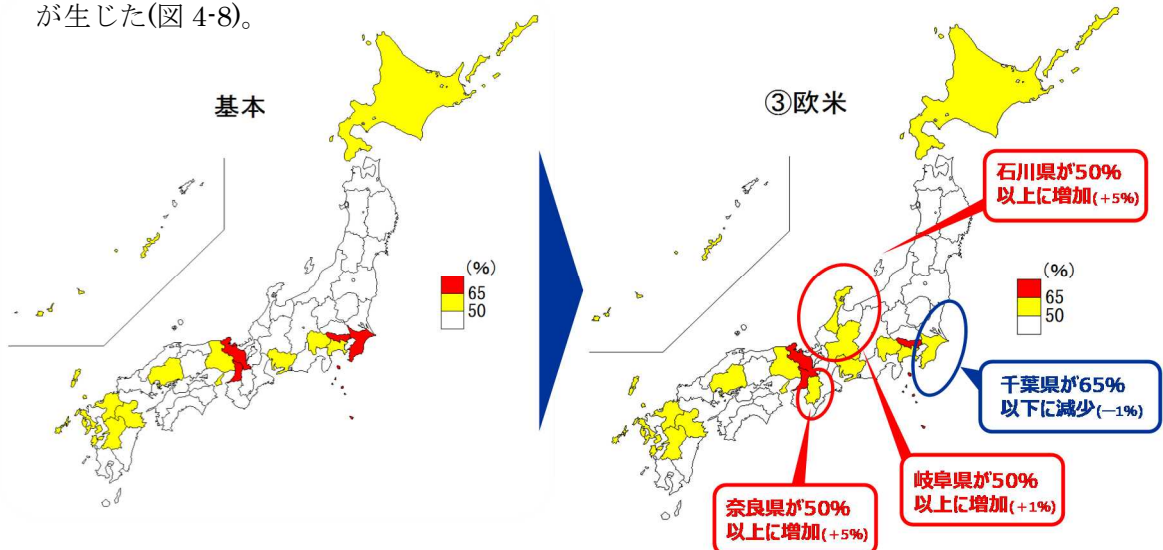 が生じた(図 4-8)。
基本
(%)
65
50
③欧米
石川県が50%
以上に増加(+5%)
(%)
65
50
千葉県が65%
以下に減少(―1%)
岐阜県が50%
以上に増加(+1%)
奈良県が50%
以上に増加(+5%)